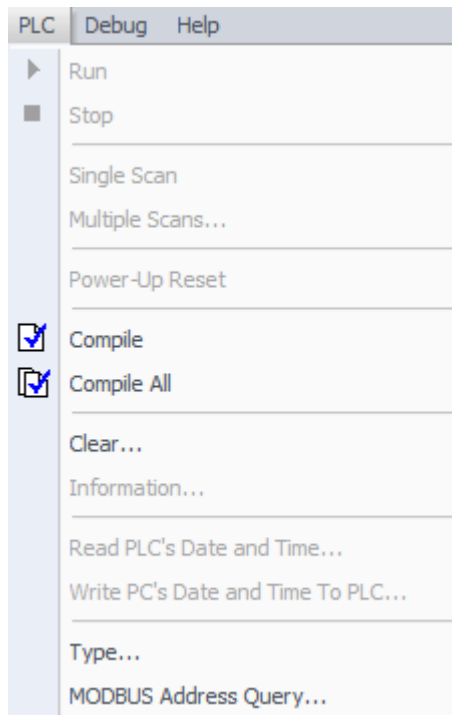 PLC Debug Help
Run
Stop
Single Scan
Multiple Scans...
Power-Up Reset
Compile
Compile All
Clear...
Information...
Read PLC's Date and Time...
Write PC's Date and Time To PLC...
Type...
MODBUS Address Query...